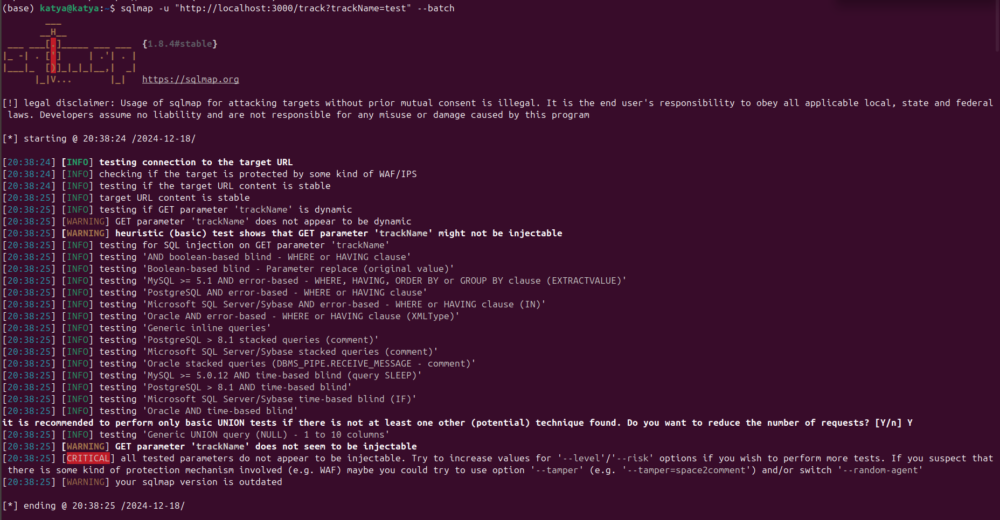 (base) katya@katya:~$ sqlmap -u "http://localhost:3000/track?trackName=test" --batch
        ___
       __H__
 ___ ___[.]_____ ___ ___  {1.8.4#stable}
|_ -| . [']     | .'| . |
|___|_  [)]_|_|_|__,|  _|
      |_|V...       |_|   https://sqlmap.org
[!] legal disclaimer: Usage of sqlmap for attacking targets without prior mutual consent is illegal. It is the end user's responsibility to obey all applicable local, state and federal
 laws. Developers assume no liability and are not responsible for any misuse or damage caused by this program
[*] starting @ 20:38:24 /2024-12-18/
[20:38:24] [INFO] testing connection to the target URL
[20:38:24] [INFO] checking if the target is protected by some kind of WAF/IPS
[20:38:24] [INFO] testing if the target URL content is stable
[20:38:25] [INFO] target URL content is stable
[20:38:25] [INFO] testing if GET parameter 'trackName' is dynamic
[20:38:25] [WARNING] GET parameter 'trackName' does not appear to be dynamic
[20:38:25] [WARNING] heuristic (basic) test shows that GET parameter 'trackName' might not be injectable
[20:38:25] [INFO] testing for SQL injection on GET parameter 'trackName'
[20:38:25] [INFO] testing 'AND boolean-based blind - WHERE or HAVING clause'
[20:38:25] [INFO] testing 'Boolean-based blind - Parameter replace (original value)'
[20:38:25] [INFO] testing 'MySQL >= 5.1 AND error-based - WHERE, HAVING, ORDER BY or GROUP BY clause (EXTRACTVALUE)'
[20:38:25] [INFO] testing 'PostgreSQL AND error-based - WHERE or HAVING clause'
[20:38:25] [INFO] testing 'Microsoft SQL Server/Sybase AND error-based - WHERE or HAVING clause (IN)'
[20:38:25] [INFO] testing 'Oracle AND error-based - WHERE or HAVING clause (XMLType)'
[20:38:25] [INFO] testing 'Generic inline queries'
[20:38:25] [INFO] testing 'PostgreSQL > 8.1 stacked queries (comment)'
[20:38:25] [INFO] testing 'Microsoft SQL Server/Sybase stacked queries (comment)'
[20:38:25] [INFO] testing 'Oracle stacked queries (DBMS_PIPE.RECEIVE_MESSAGE - comment)'
[20:38:25] [INFO] testing 'MySQL >= 5.0.12 AND time-based blind (query SLEEP)'
[20:38:25] [INFO] testing 'PostgreSQL > 8.1 AND time-based blind'
[20:38:25] [INFO] testing 'Microsoft SQL Server/Sybase time-based blind (IF)'
[20:38:25] [INFO] testing 'Oracle AND time-based blind'
it is recommended to perform only basic UNION tests if there is not at least one other (potential) technique found. Do you want to reduce the number of requests? [Y/n] Y
[20:38:25] [INFO] testing 'Generic UNION query (NULL) - 1 to 10 columns'
[20:38:25] [WARNING] GET parameter 'trackName' does not seem to be injectable
[20:38:25] [CRITICAL] all tested parameters do not appear to be injectable. Try to increase values for '--level'/'--risk' options if you wish to perform more tests. If you suspect that
 there is some kind of protection mechanism involved (e.g. WAF) maybe you could try to use option '--tamper' (e.g. '--tamper=space2comment') and/or switch '--random-agent'
[20:38:25] [WARNING] your sqlmap version is outdated
[*] ending @ 20:38:25 /2024-12-18/